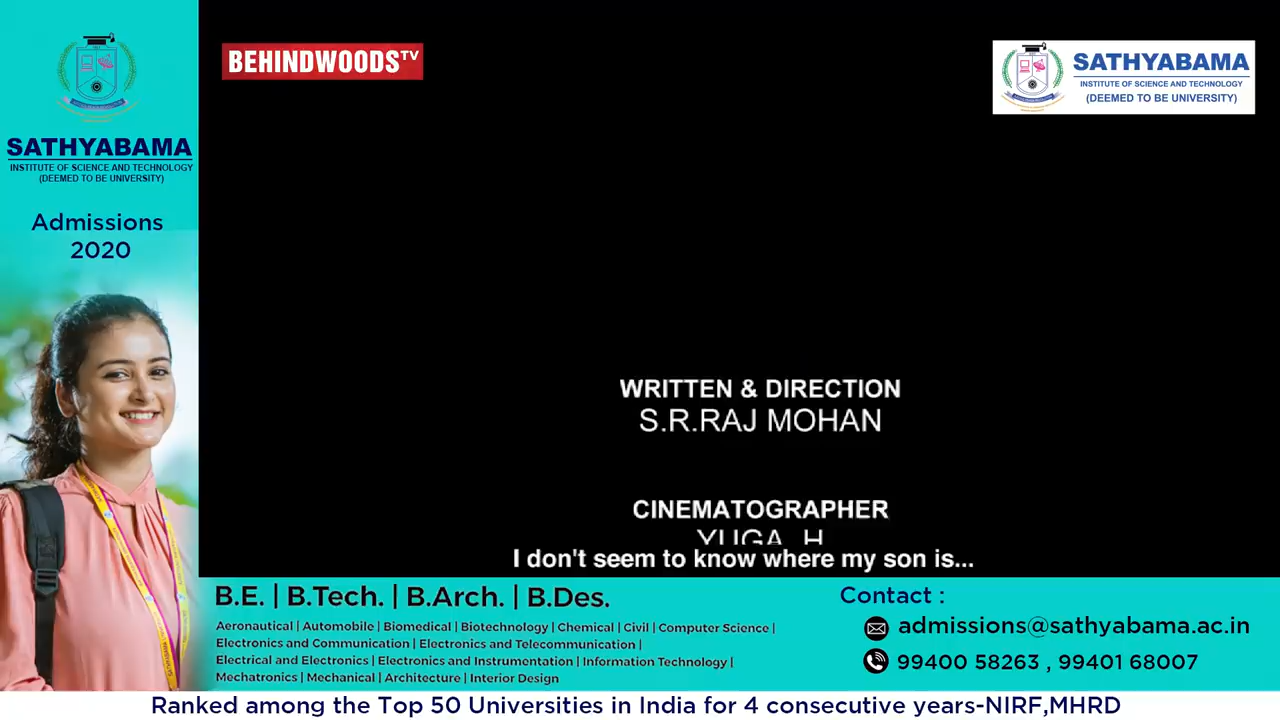 SATHYABAMA
INSTITUTE OF SCIENCE AND TECHNOLOGY
(DEEMED TO BE UNIVERSITY)
Admissions
2020
BEHINDWOODS TV
SATHYABAMA
INSTITUTE OF SCIENCE AND TECHNOLOGY
(DEEMED TO BE UNIVERSITY)
WRITTEN & DIRECTION
S.R.RAJ MOHAN
CINEMATOGRAPHER
YUGA. H
I don't seem to know where my son is...
B.E. | B.Tech. | B.Arch. | B.Des.
Aeronautical | Automobile | Biomedical | Biotechnology | Chemical | Civil | Computer Science |
Electronics and Communication | Electronics and Telecommunication |
Electrical and Electronics | Electronics and Instrumentation | Information Technology |
Mechatronics | Mechanical | Architecture | Interior Design
Contact :
admissions@sathyabama.ac.in
99400 58263 , 99401 68007
Ranked among the Top 50 Universities in India for 4 consecutive years-NIRF,MHRD